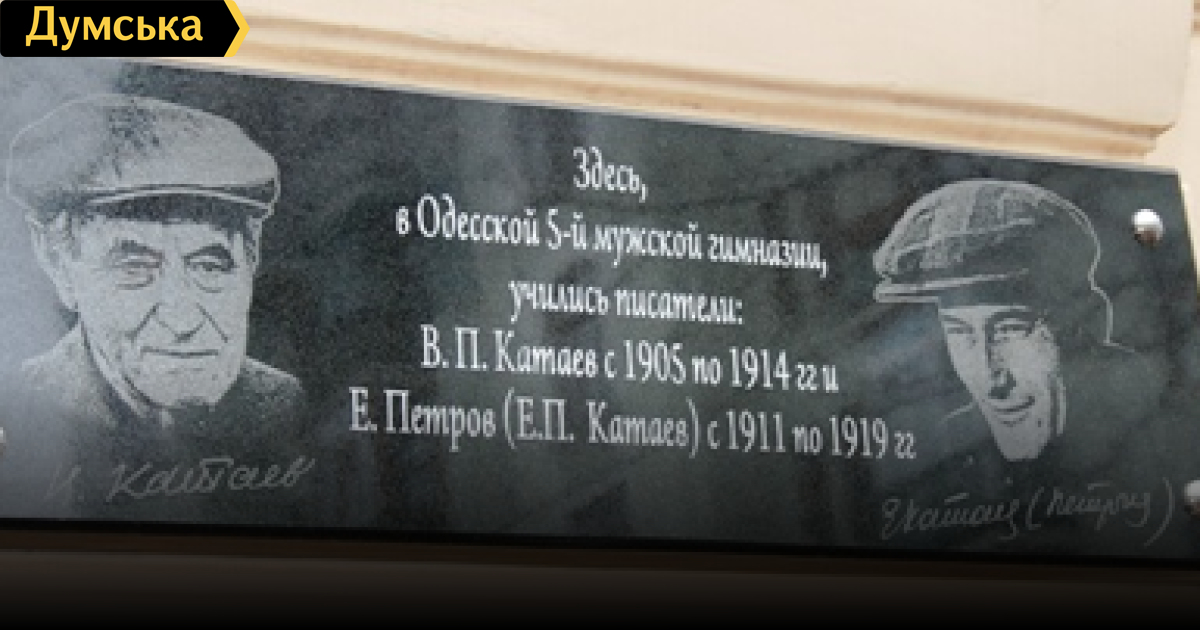 Думська
Здесь,
в Одесской 5-й мужской гимназии,
учились писатели:
В. П. Катаев с 1905 по 1914 гг и
Е. Петров (Е.П. Катаев) с 1911 по 1919 гг
Катаев